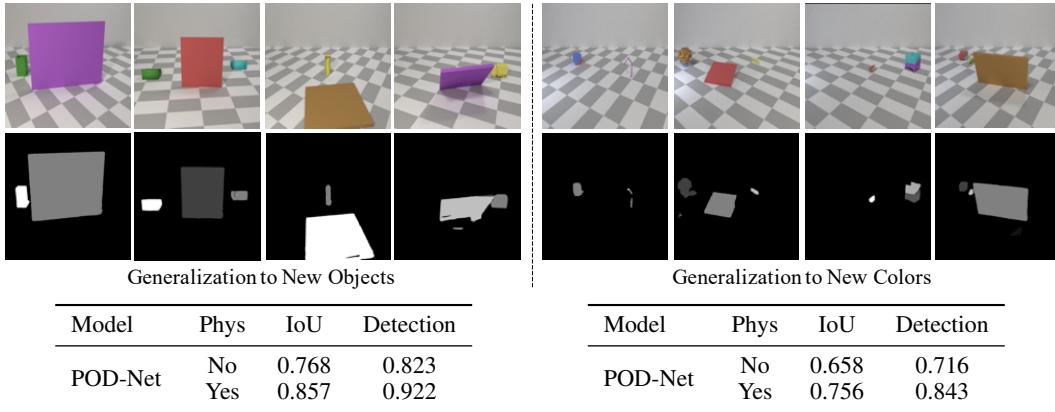 Generalization to New Objects
Model Phys IoU Detection
POD-Net
No 0.768 0.823
Yes 0.857 0.922
Generalization to New Colors
Model Phys IoU Detection
POD-Net
No 0.658 0.716
Yes 0.756 0.843